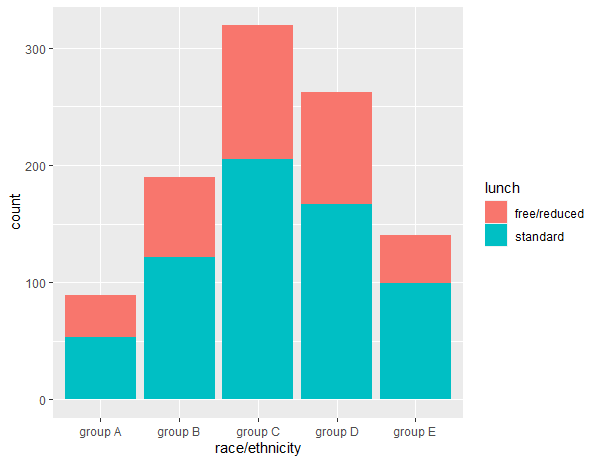 300
200
100
0
count
group A
group B
group C
group D
group E
race/ethnicity
lunch
free/reduced
standard